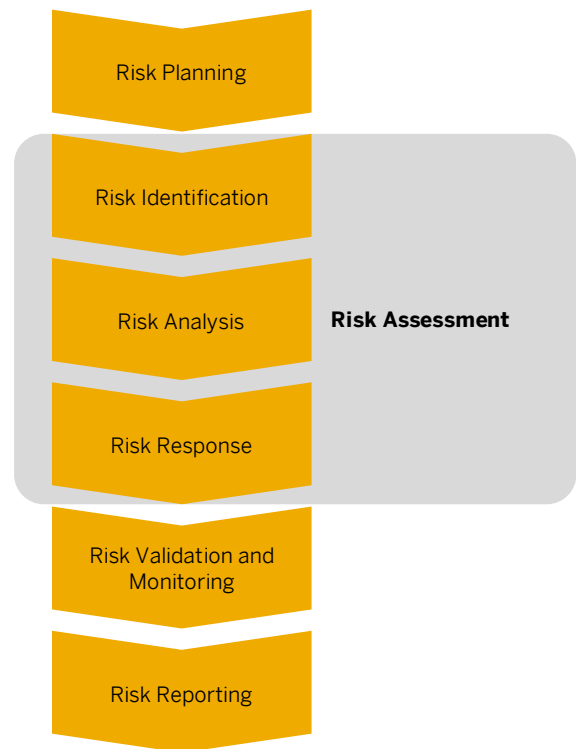 Risk Planning
Risk Identification
Risk Analysis
Risk Assessment
Risk Response
Risk Validation and
Monitoring
Risk Reporting